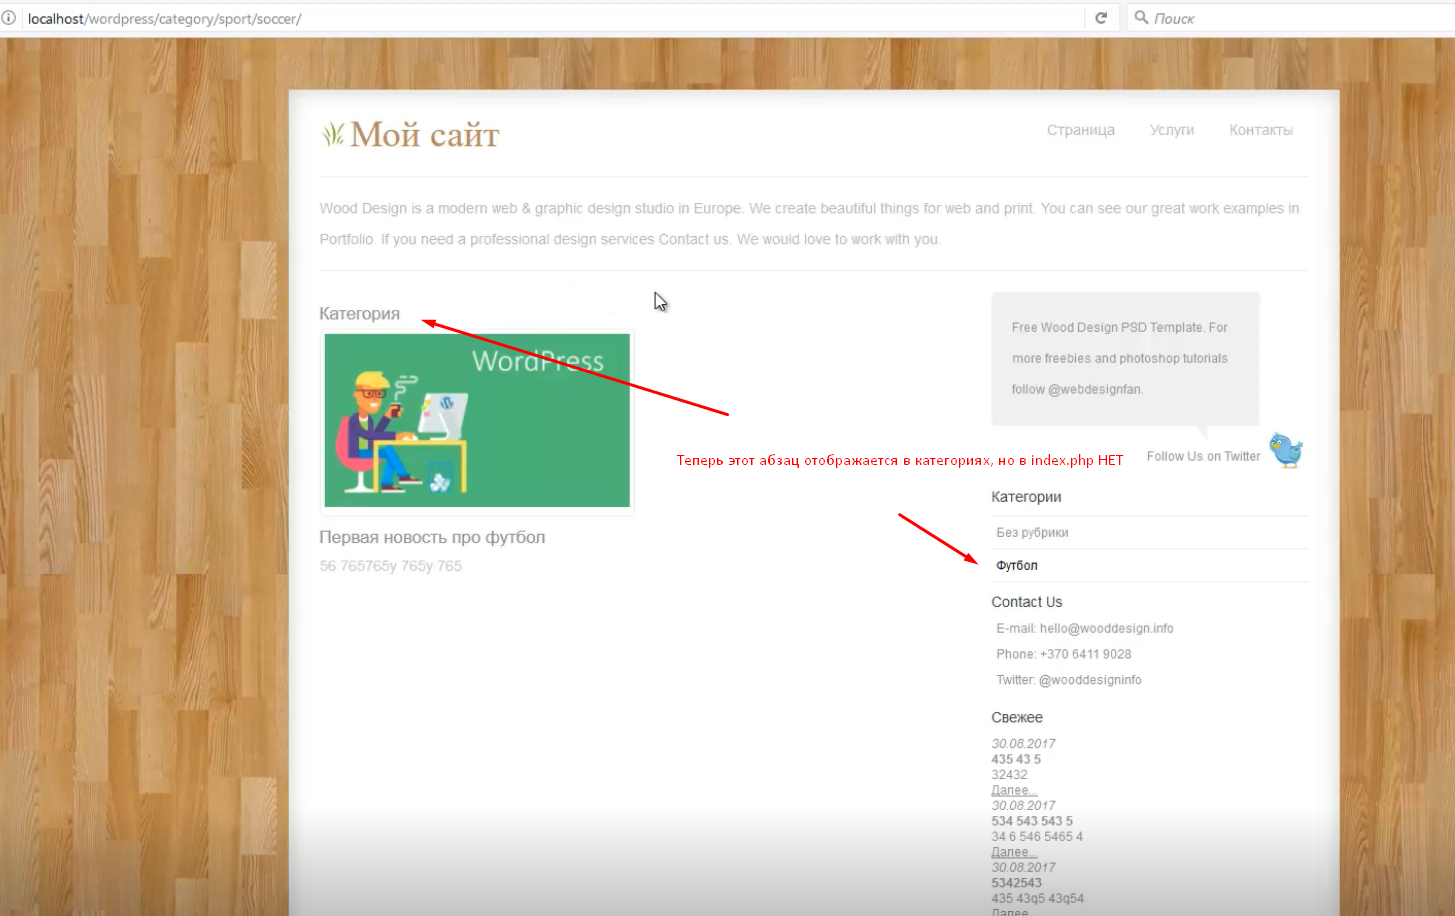 localhost/wordpress/category/sport/soccer/
Поиск
Мой сайт
Страница Услуги Контакты
Wood Design is a modern web & graphic design studio in Europe. We create beautiful things for web and print. You can see our great work examples in
Portfolio. If you need a professional design services Contact us. We would love to work with you.
Категория
WordPress
Первая новость про футбол
56 765765у 765у 765
Теперь этот абзац отображается в категориях, но в index.php НЕТ
Free Wood Design PSD Template. For
more freebies and photoshop tutorials
follow @webdesignfan.
Follow Us on Twitter
Категории
Без рубрики
Футбол
Contact Us
E-mail: hello@wooddesign.info
Phone: +370 6411 9028
Twitter: @wooddesigninfo
Свежее
30.08.2017
435 43 5
32432
Далее...
30.08.2017
534 543 543 5
34 6 546 5465 4
Далее...
30.08.2017
5342543
435 43q5 43q54
Далее...